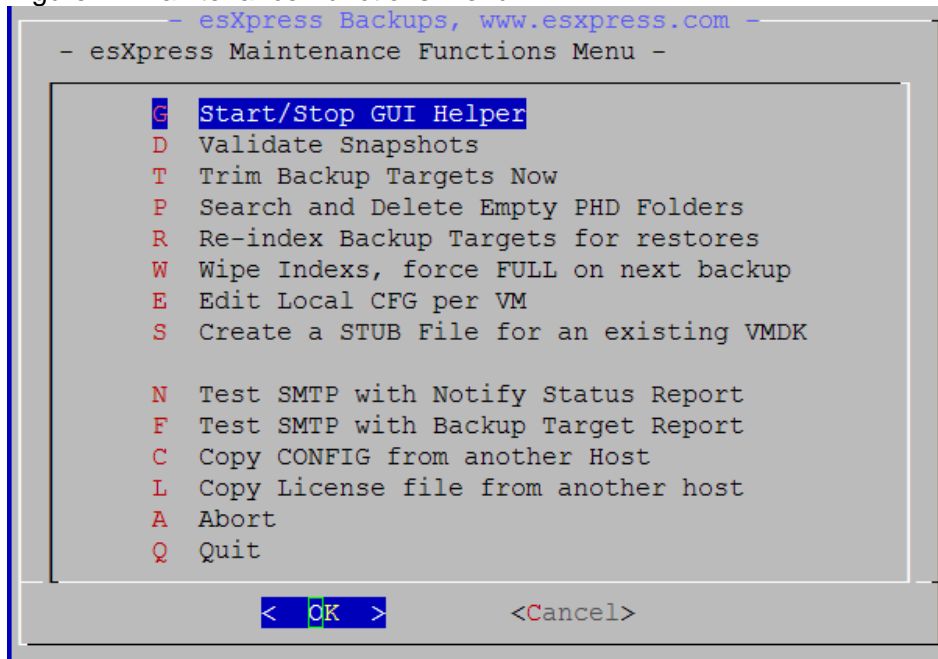 - esXpress Backups, www.esxpress.com -
- esXpress Maintenance Functions Menu -
G Start/Stop GUI Helper
D Validate Snapshots
T Trim Backup Targets Now
P Search and Delete Empty PHD Folders
R Re-index Backup Targets for restores
W Wipe Indexs, force FULL on next backup
E Edit Local CFG per VM
S Create a STUB File for an existing VMDK
N Test SMTP with Notify Status Report
F Test SMTP with Backup Target Report
C Copy CONFIG from another Host
L Copy License file from another host
A Abort
Q Quit
< OK > <Cancel>